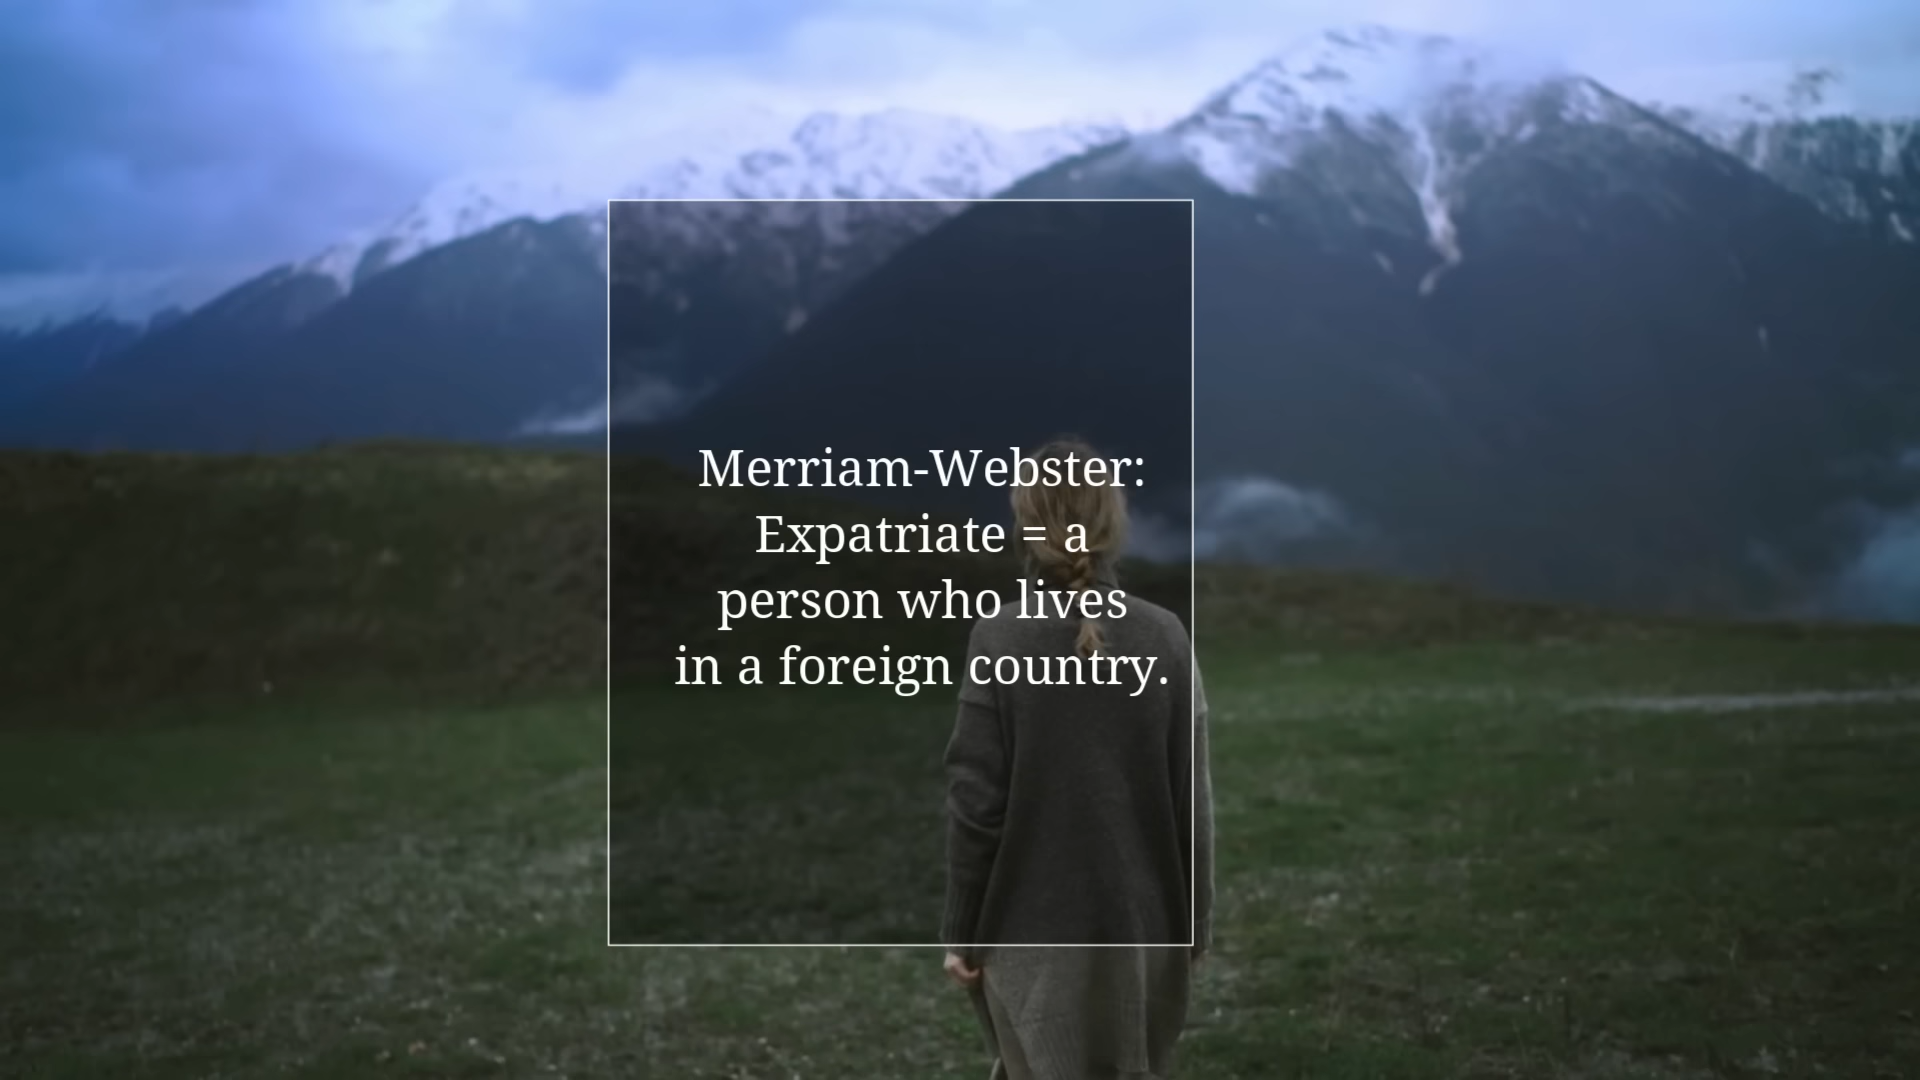 Merriam-Webster:
Expatriate = a
person who lives
in a foreign country.